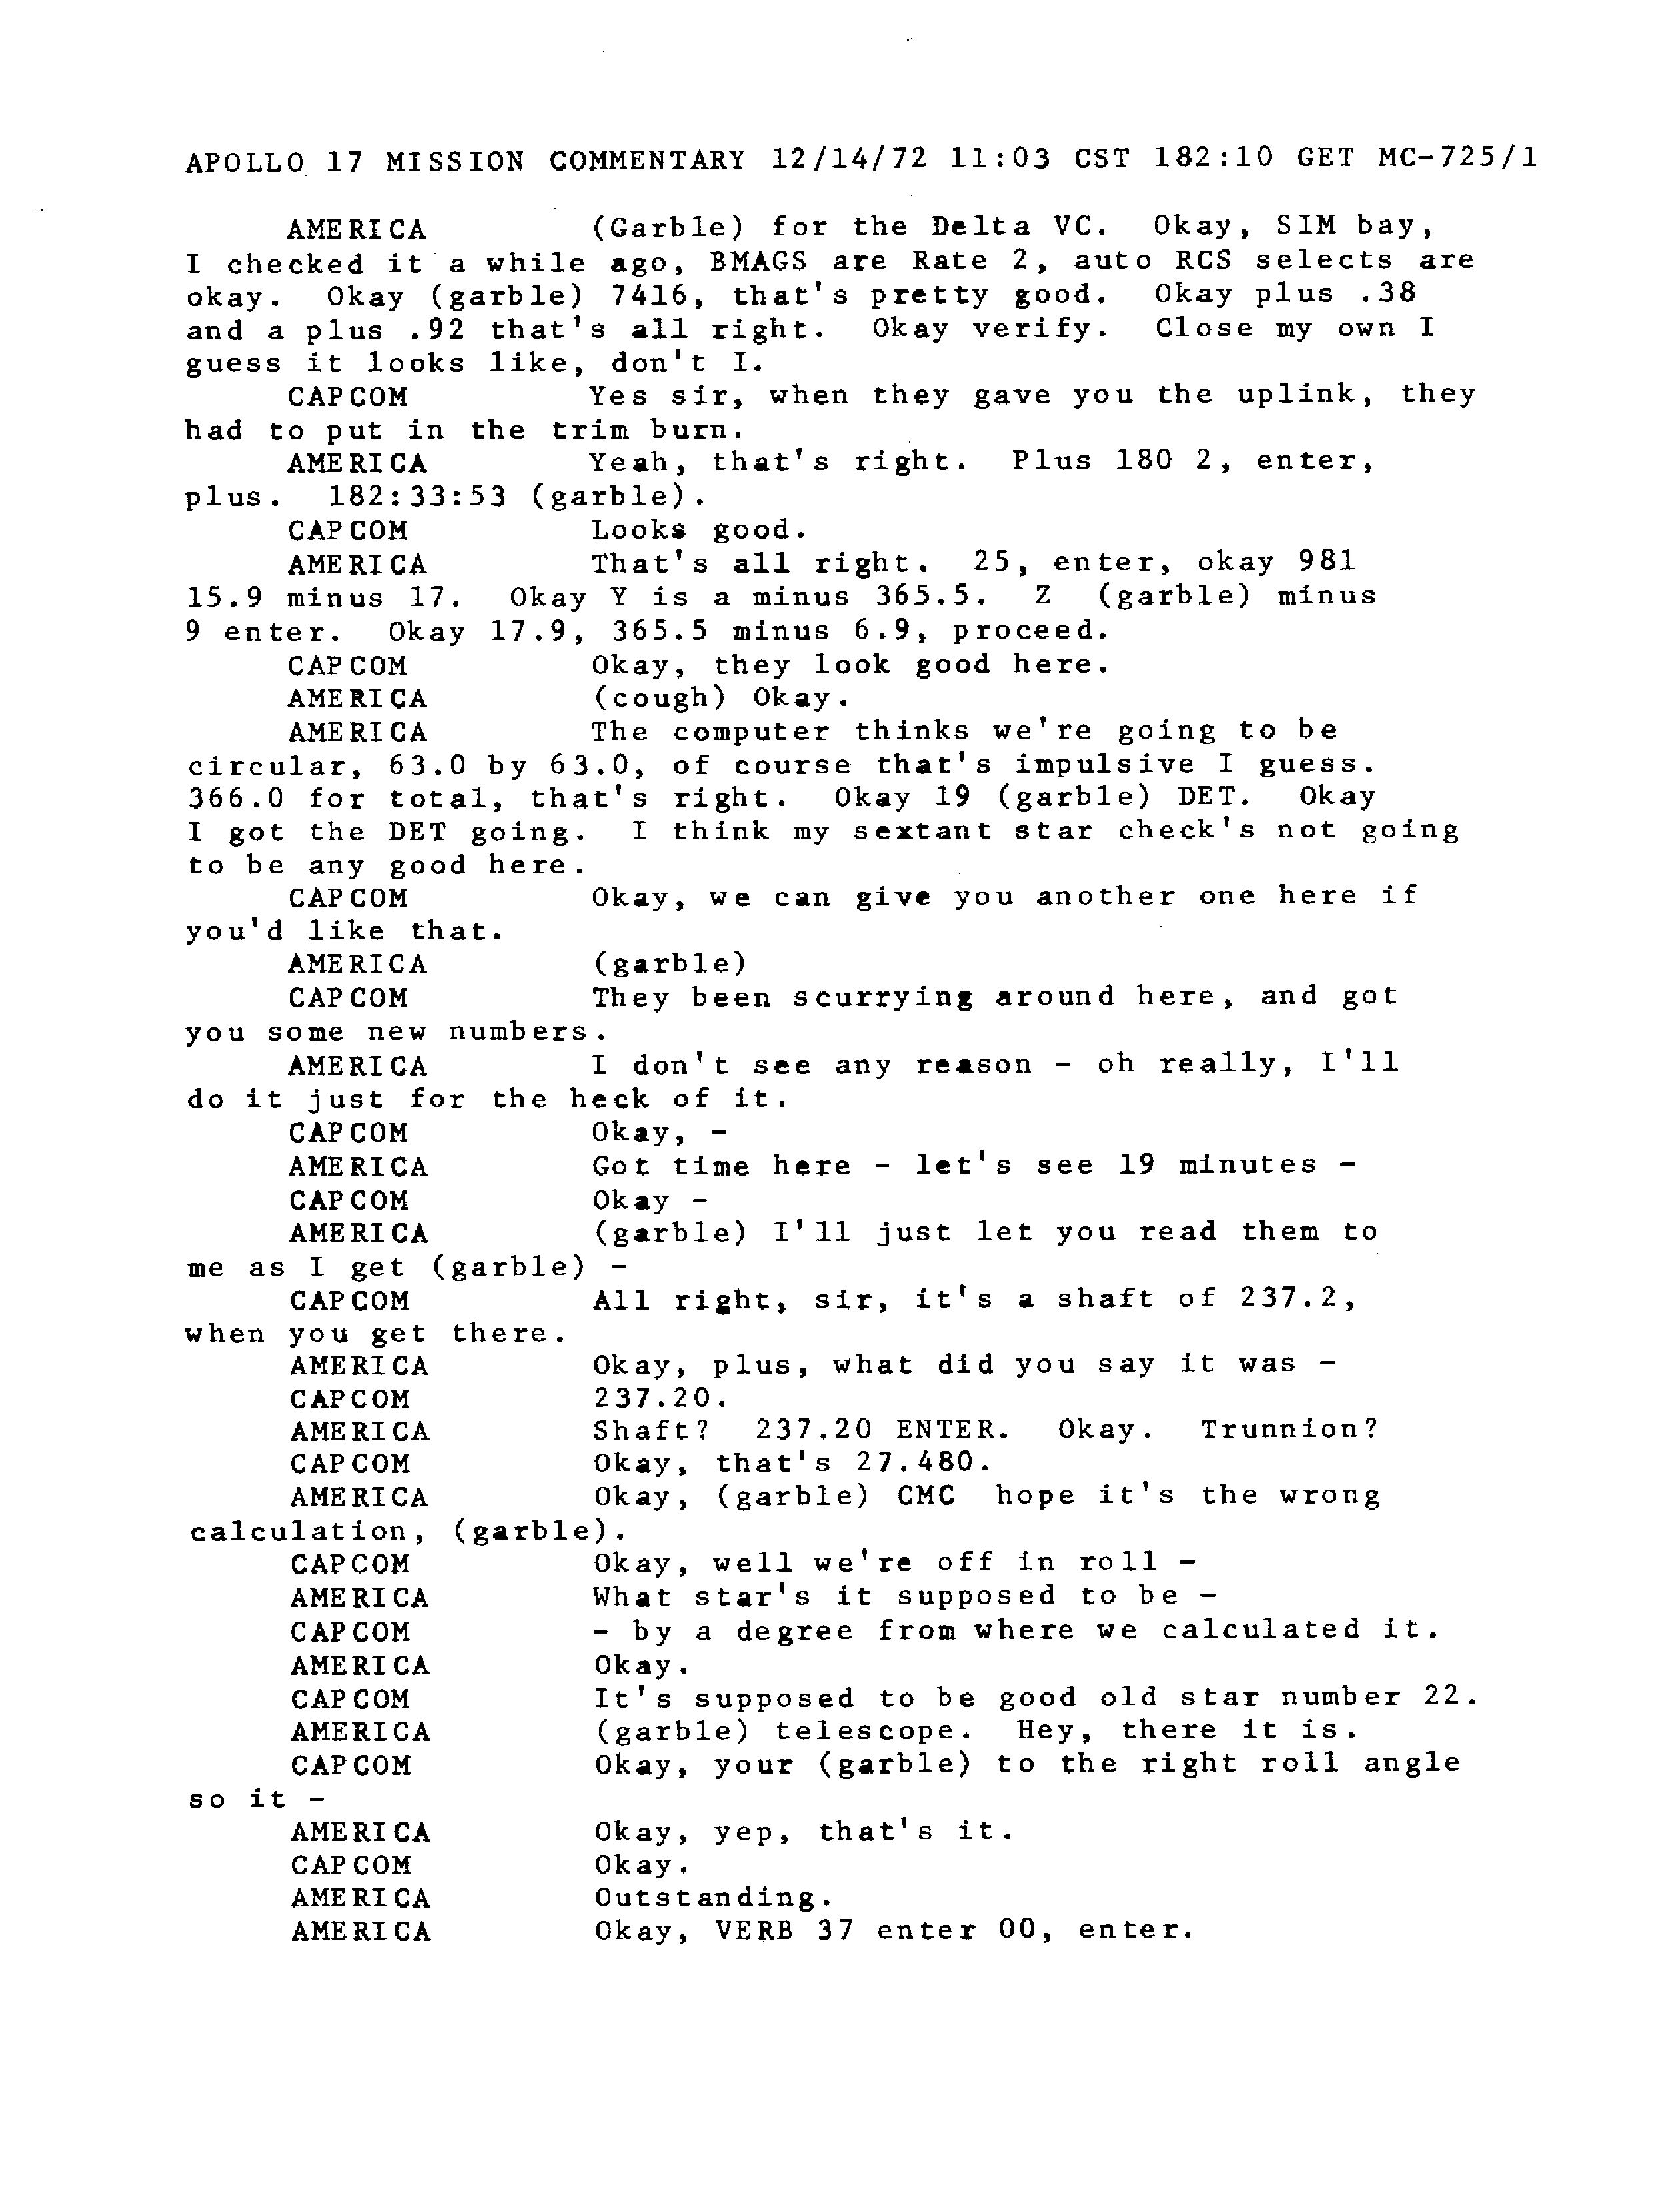 APOLLO 17 MISSION COMMENTARY 12/14/72 11:03 CST 182:10 GET MC-725/1
AMERICA (Garble) for the Delta VC. Okay, SIM bay,
I checked it a while ago, BMAGS are Rate 2, auto RCS selects are
okay. Okay (garble) 7416, that's pretty good. Okay plus .38
and a plus .92 that's all right. Okay verify. Close my own I
guess it looks like, don't I.
CAPCOM Yes sir, when they gave you the uplink, they
had to put in the trim burn.
AMERICA Yeah, that's right. Plus 180 2, enter,
plus. 182:33:53 (garble).
CAPCOM Looks good.
AMERICA That's all right. 25, enter, okay 981
15.9 minus 17. Okay Y is a minus 365.5. Z (garble) minus
9 enter. Okay 17.9, 365.5 minus 6.9, proceed.
CAPCOM Okay, they look good here.
AMERICA (cough) Okay.
AMERICA The computer thinks we're going to be
circular, 63.0 by 63.0, of course that's impulsive I guess.
366.0 for total, that's right. Okay 19 (garble) DET. Okay
I got the DET going. I think my sextant star check's not going
to be any good here.
CAPCOM Okay, we can give you another one here if
you'd like that.
AMERICA (garble)
CAPCOM They been scurrying around here, and got
you some new numbers.
AMERICA I don't see any reason - oh really, I'll
do it just for the heck of it.
CAPCOM Okay, -
AMERICA Got time here - let's see 19 minutes -
CAPCOM Okay -
AMERICA (garble) I'll just let you read them to
me as I get (garble) -
CAPCOM All right, sir, it's a shaft of 237.2,
when you get there.
AMERICA Okay, plus, what did you say it was -
CAPCOM 237.20.
AMERICA Shaft? 237.20 ENTER. Okay. Trunnion?
CAPCOM Okay, that's 27.480.
AMERICA Okay, (garble) CMC hope it's the wrong
calculation, (garble).
CAPCOM Okay, well we're off in roll -
AMERICA What star's it supposed to be -
CAPCOM - by a degree from where we calculated it.
AMERICA Okay.
CAPCOM It's supposed to be good old star number 22.
AMERICA (garble) telescope. Hey, there it is.
CAPCOM Okay, your (garble) to the right roll angle
so it -
AMERICA Okay, yep, that's it.
CAPCOM Okay.
AMERICA Outstanding.
AMERICA Okay, VERB 37 enter 00, enter.